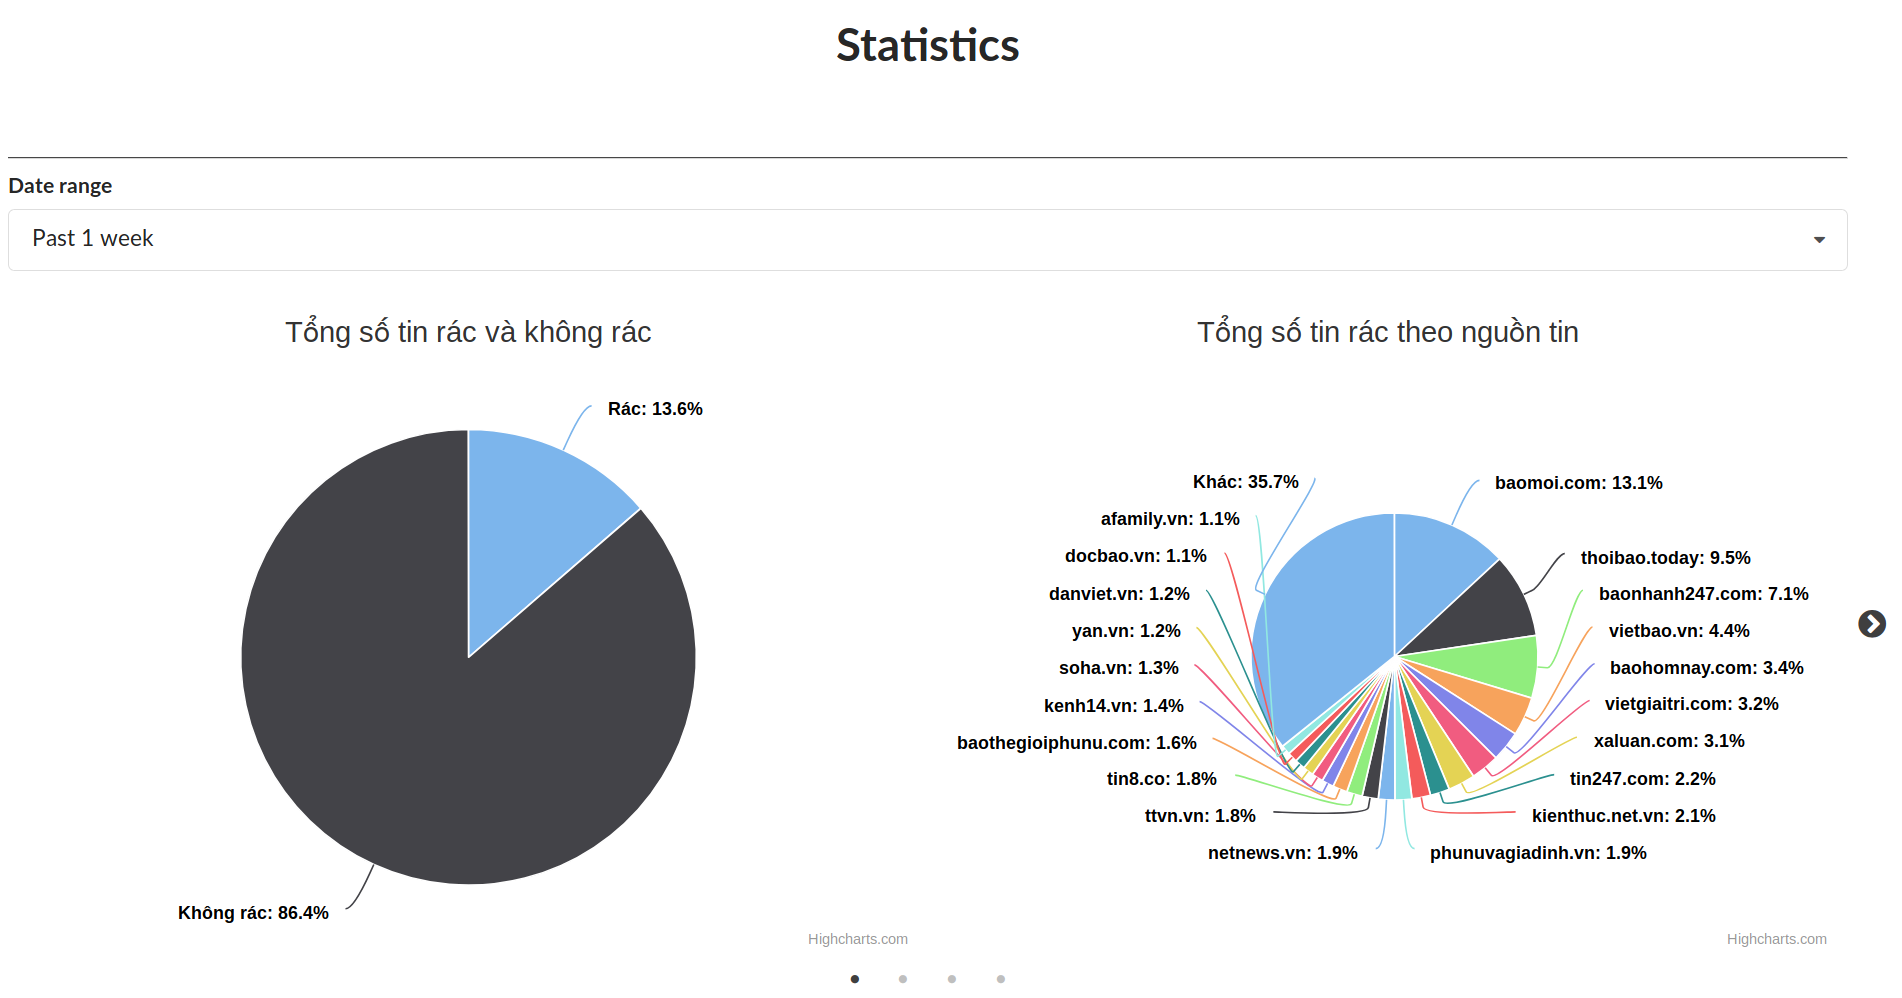 Statistics
Date range
Past 1 week
Tổng số tin rác và không rác
Rác: 13.6%
Không rác: 86.4%
Highcharts.com
Tổng số tin rác theo nguồn tin
baomoi.com: 13.1%
thoibao.today: 9.5%
baonhanh247.com: 7.1%
vietbao.vn: 4.4%
baohomnay.com: 3.4%
vietgiaitri.com: 3.2%
xaluan.com: 3.1%
tin247.com: 2.2%
kienthuc.net.vn: 2.1%
phunuvagiadinh.vn: 1.9%
netnews.vn: 1.9%
ttvn.vn: 1.8%
tin8.co: 1.8%
baothegioiphunu.com: 1.6%
kenh14.vn: 1.4%
soha.vn: 1.3%
yan.vn: 1.2%
danviet.vn: 1.2%
docbao.vn: 1.1%
afamily.vn: 1.1%
Khác: 35.7%
Highcharts.com